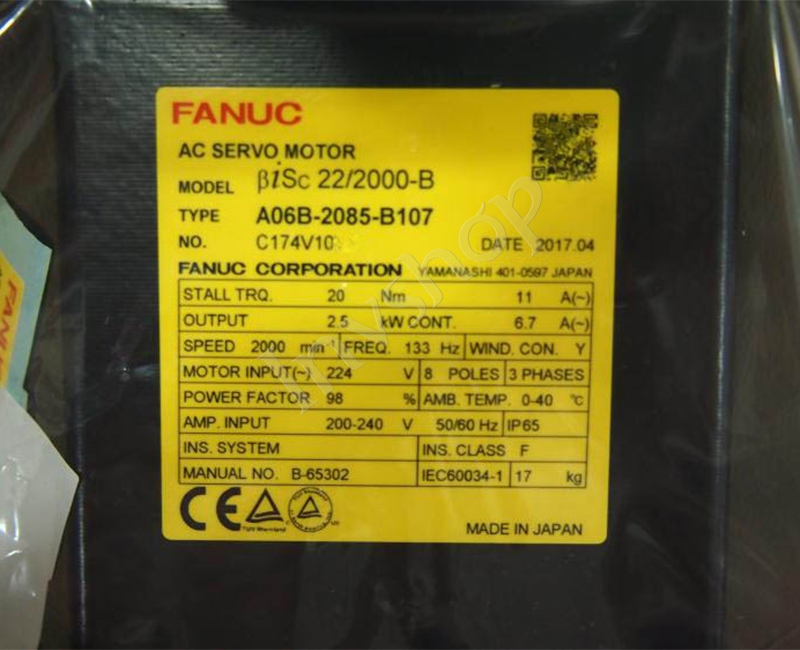 FANUC
AC SERVO MOTOR
MODEL βiSc 22/2000-B
TYPE A06B-2085-B107
NO. C174V10 DATE 2017.04
FANUC CORPORATION YAMANASHI 401-0597 JAPAN
STALL TRQ. 20 Nm 11 A(~)
OUTPUT 2.5 kW CONT. 6.7 A(~)
SPEED 2000 min⁻¹ FREQ. 133 Hz WIND. CON. Y
MOTOR INPUT(~) 224 V 8 POLES 3 PHASES
POWER FACTOR 98 % AMB. TEMP. 0-40 °C
AMP. INPUT 200-240 V 50/60 Hz IP65
INS. SYSTEM INS. CLASS F
MANUAL NO. B-65302 IEC60034-1 17 kg
CE TÜV Rheinland
MADE IN JAPAN
FANUC